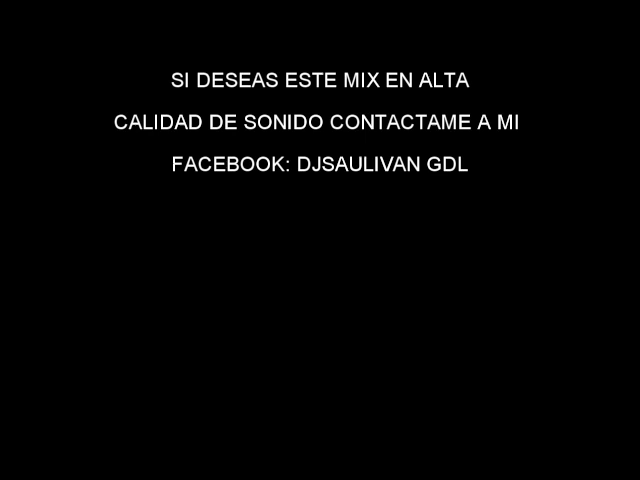 SI DESEAS ESTE MIX EN ALTA
CALIDAD DE SONIDO CONTACTAME A MI
FACEBOOK: DJSAULIVAN GDL